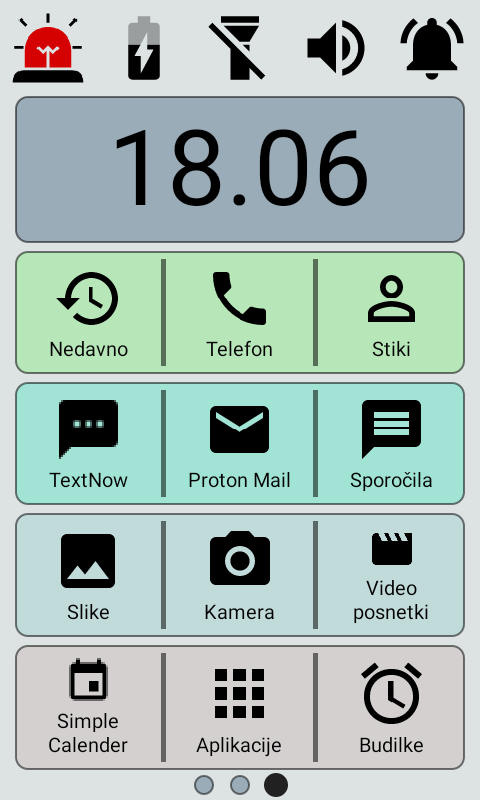 18.06
Nedavno
Telefon
Stiki
TextNow
Proton Mail
Sporočila
Slike
Kamera
Video
posnetki
Simple
Calender
Aplikacije
Budilke